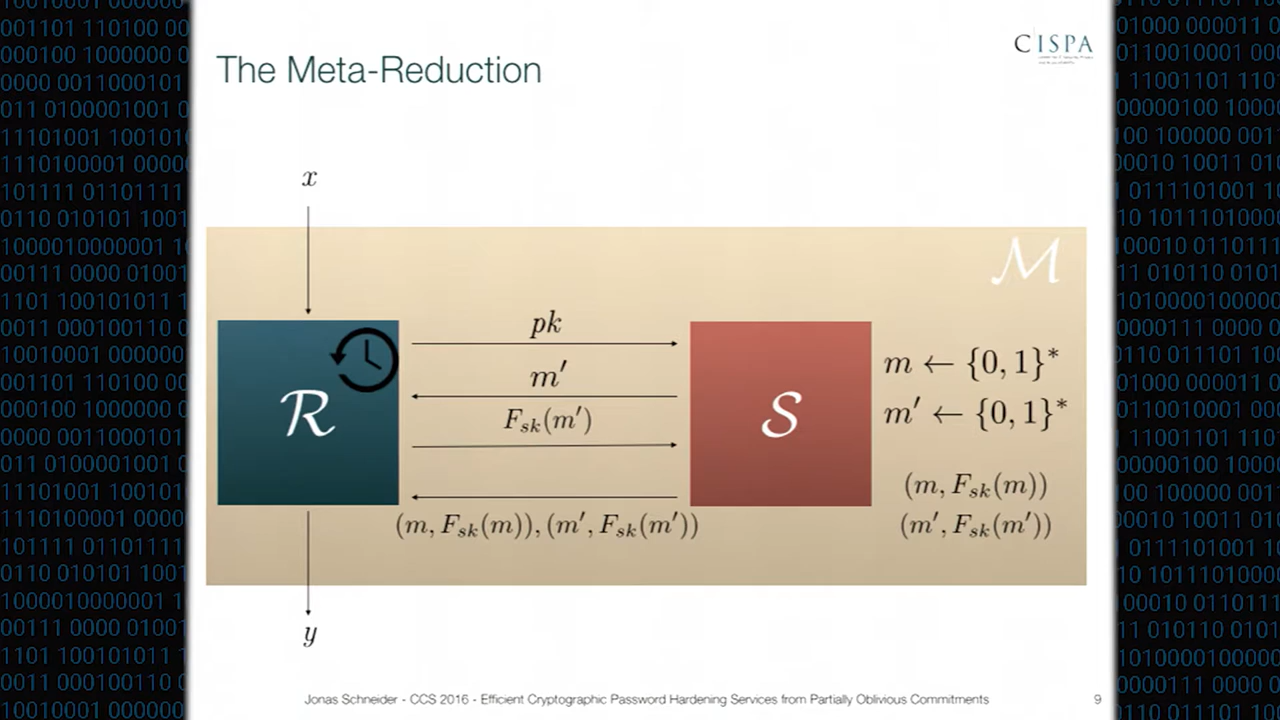 The Meta-Reduction
CISPA
x
M
pk
m′
F_sk(m′)
R
S
m ← {0, 1}*
m′ ← {0, 1}*
(m, F_sk(m))
(m′, F_sk(m′))
(m, F_sk(m)), (m′, F_sk(m′))
y
Jonas Schneider - CCS 2016 - Efficient Cryptographic Password Hardening Services from Partially Oblivious Commitments
9